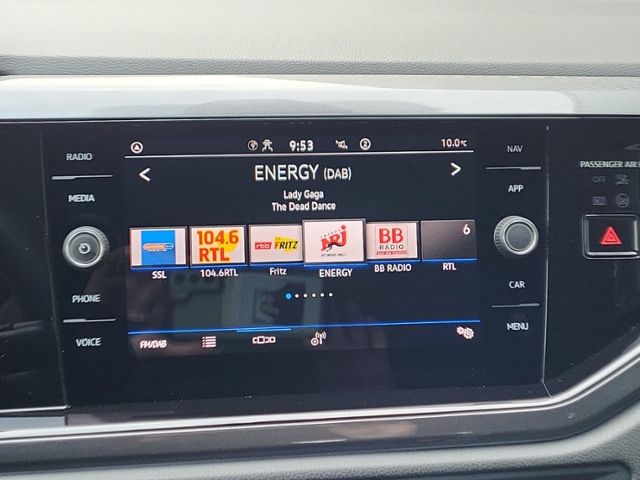 RADIO
MEDIA
PHONE
VOICE
9:53
2
10.0°C
ENERGY (DAB)
Lady Gaga
The Dead Dance
104.6
RTL
rbb FRITZ
NRJ
BB
RADIO
6
SSL
104.6RTL
Fritz
ENERGY
BB RADIO
RTL
FM/DAB
NAV
APP
CAR
MENU
PASSENGER AIR
OFF